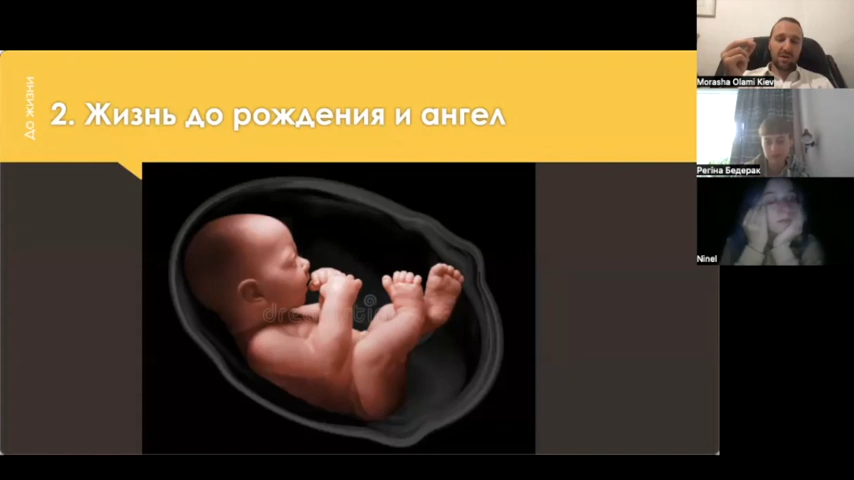 До жизни
2. Жизнь до рождения и ангел
Morasha Olami Kiev
Регіна Бедерак
Ninel